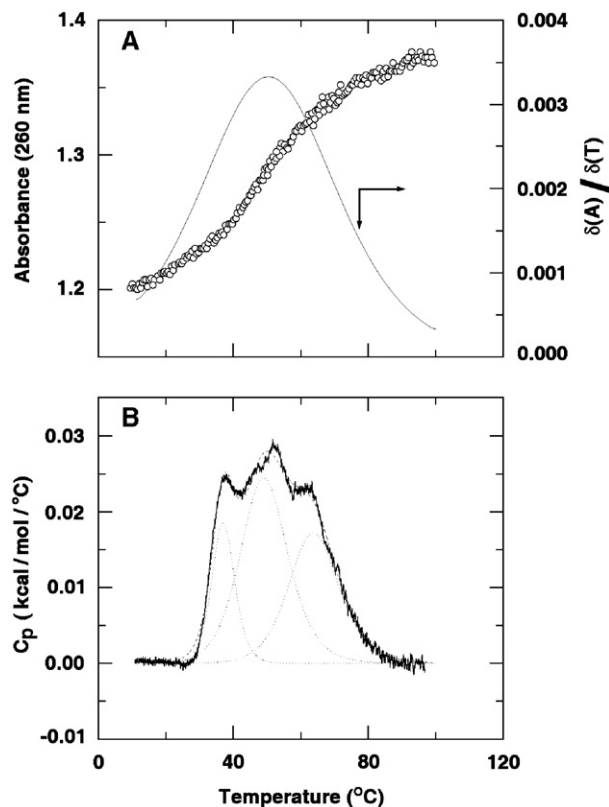 A
1.4
1.3
1.2
Absorbance (260 nm)
0.004
0.003
0.002
0.001
0.000
δ(A) / δ(T)
B
0.03
0.02
0.01
0.00
-0.01
Cp ( kcal / mol / °C)
0 40 80 120
Temperature (°C)